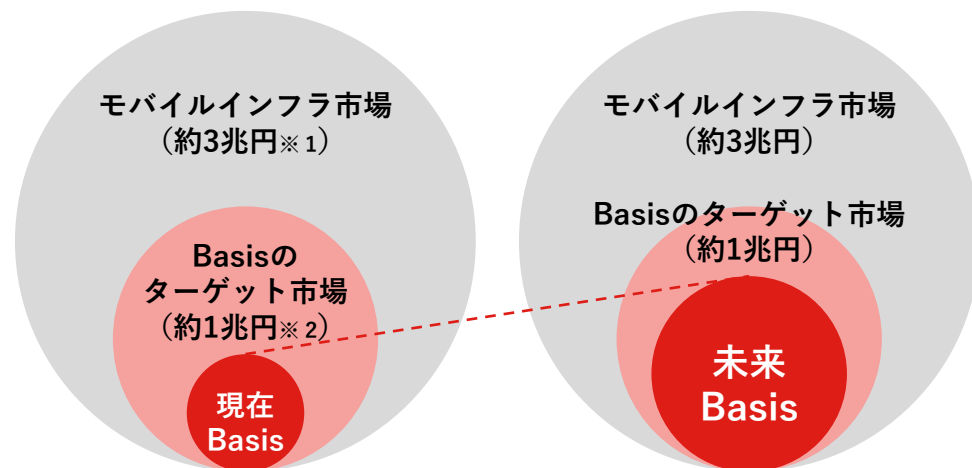 モバイルインフラ市場
（約3兆円※1）
Basisの
ターゲット市場
（約1兆円※2）
現在
Basis
モバイルインフラ市場
（約3兆円）
Basisのターゲット市場
（約1兆円）
未来
Basis